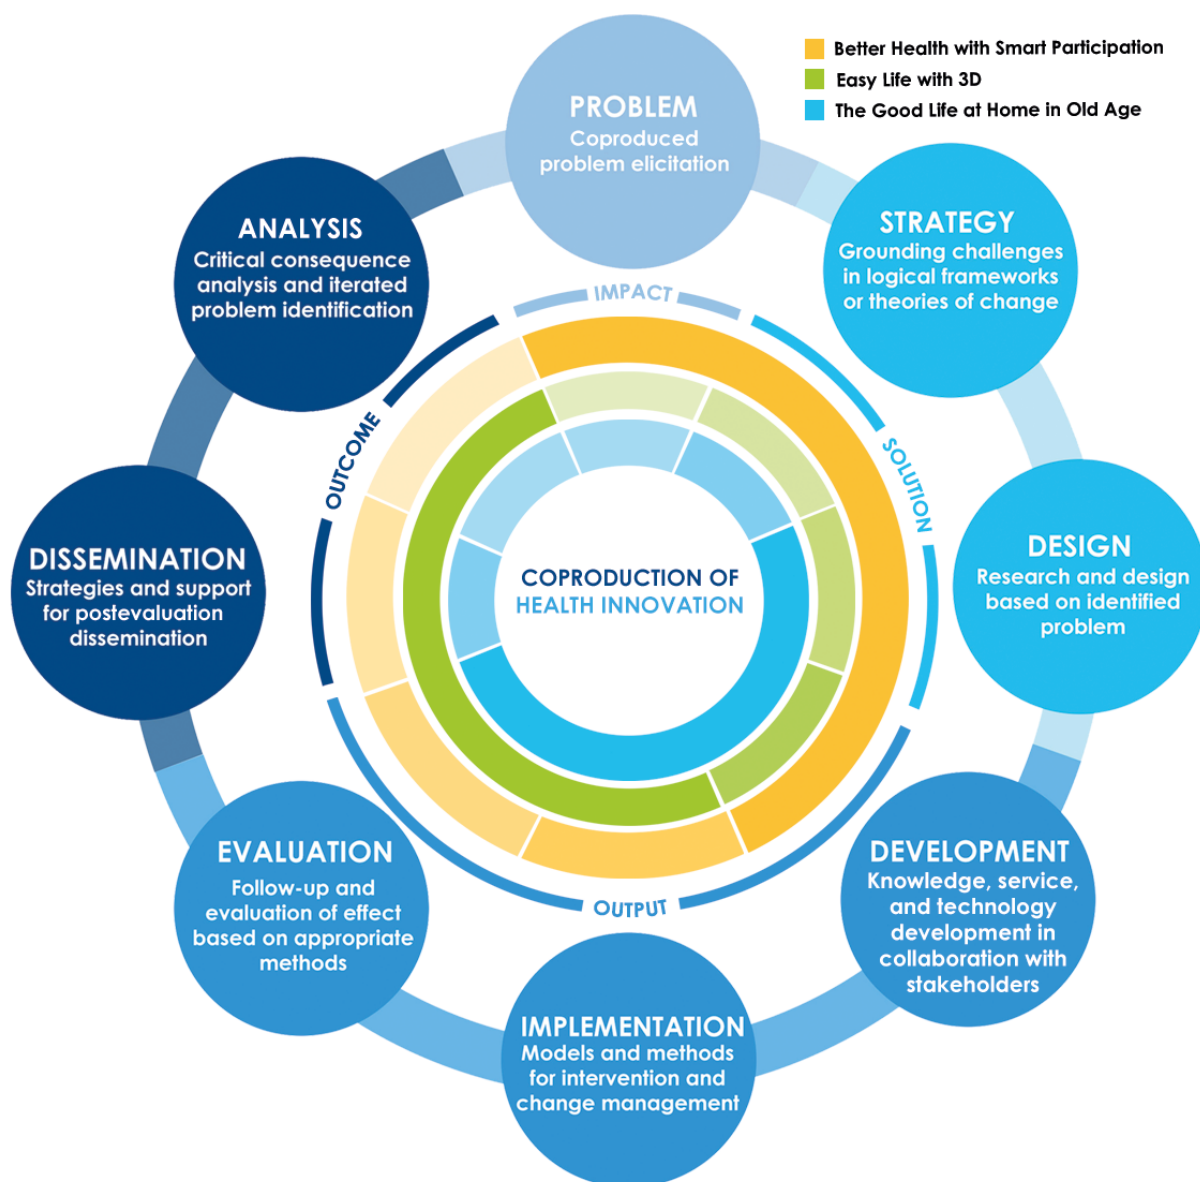 Better Health with Smart Participation
Easy Life with 3D
The Good Life at Home in Old Age
PROBLEM
Coproduced
problem elicitation
STRATEGY
Grounding challenges
in logical frameworks
or theories of change
DESIGN
Research and design
based on identified
problem
DEVELOPMENT
Knowledge, service,
and technology
development in
collaboration with
stakeholders
IMPLEMENTATION
Models and methods
for intervention and
change management
EVALUATION
Follow-up and
evaluation of effect
based on appropriate
methods
DISSEMINATION
Strategies and support
for postevaluation
dissemination
ANALYSIS
Critical consequence
analysis and iterated
problem identification
IMPACT
SOLUTION
OUTPUT
OUTCOME
COPRODUCTION OF
HEALTH INNOVATION